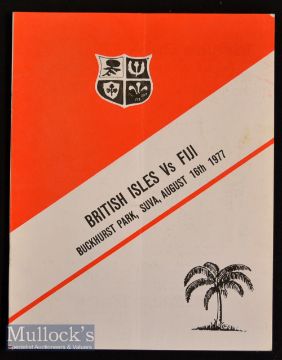 BRITISH ISLES Vs FIJI
BUCKHURST PARK, SUVA, AUGUST 16th 1977
Mullock's
Specialist Auctioneers & Valuers